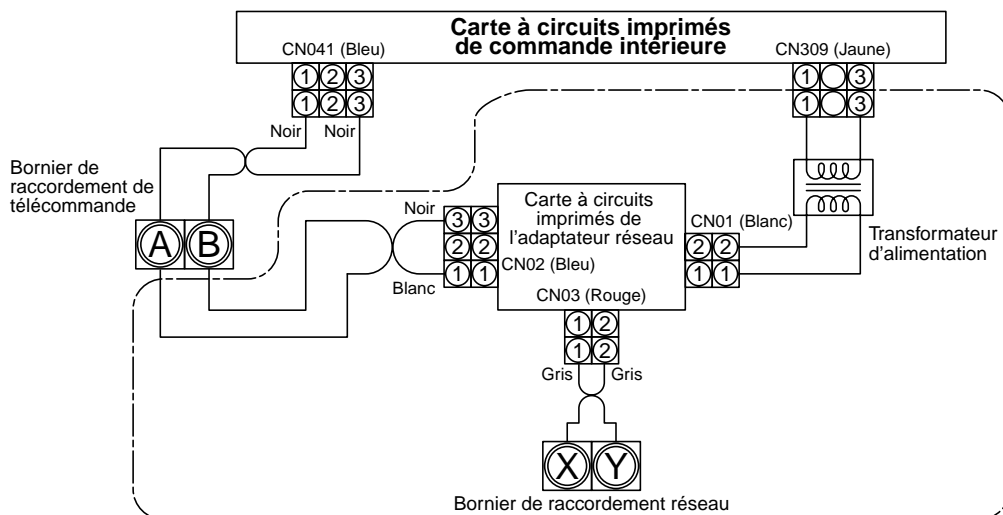 Carte à circuits imprimés
de commande intérieure
CN041 (Bleu)
CN309 (Jaune)
1 2 3
1 3
1 2 3
1 3
Noir Noir
Bornier de
raccordement de
télécommande
A B
Noir
Blanc
3 3
2 2
1 1
Carte à circuits
imprimés de
l'adaptateur réseau
CN02 (Bleu)
CN03 (Rouge)
CN01 (Blanc)
2 2
1 1
Transformateur
d'alimentation
1 2
1 2
Gris Gris
X Y
Bornier de raccordement réseau